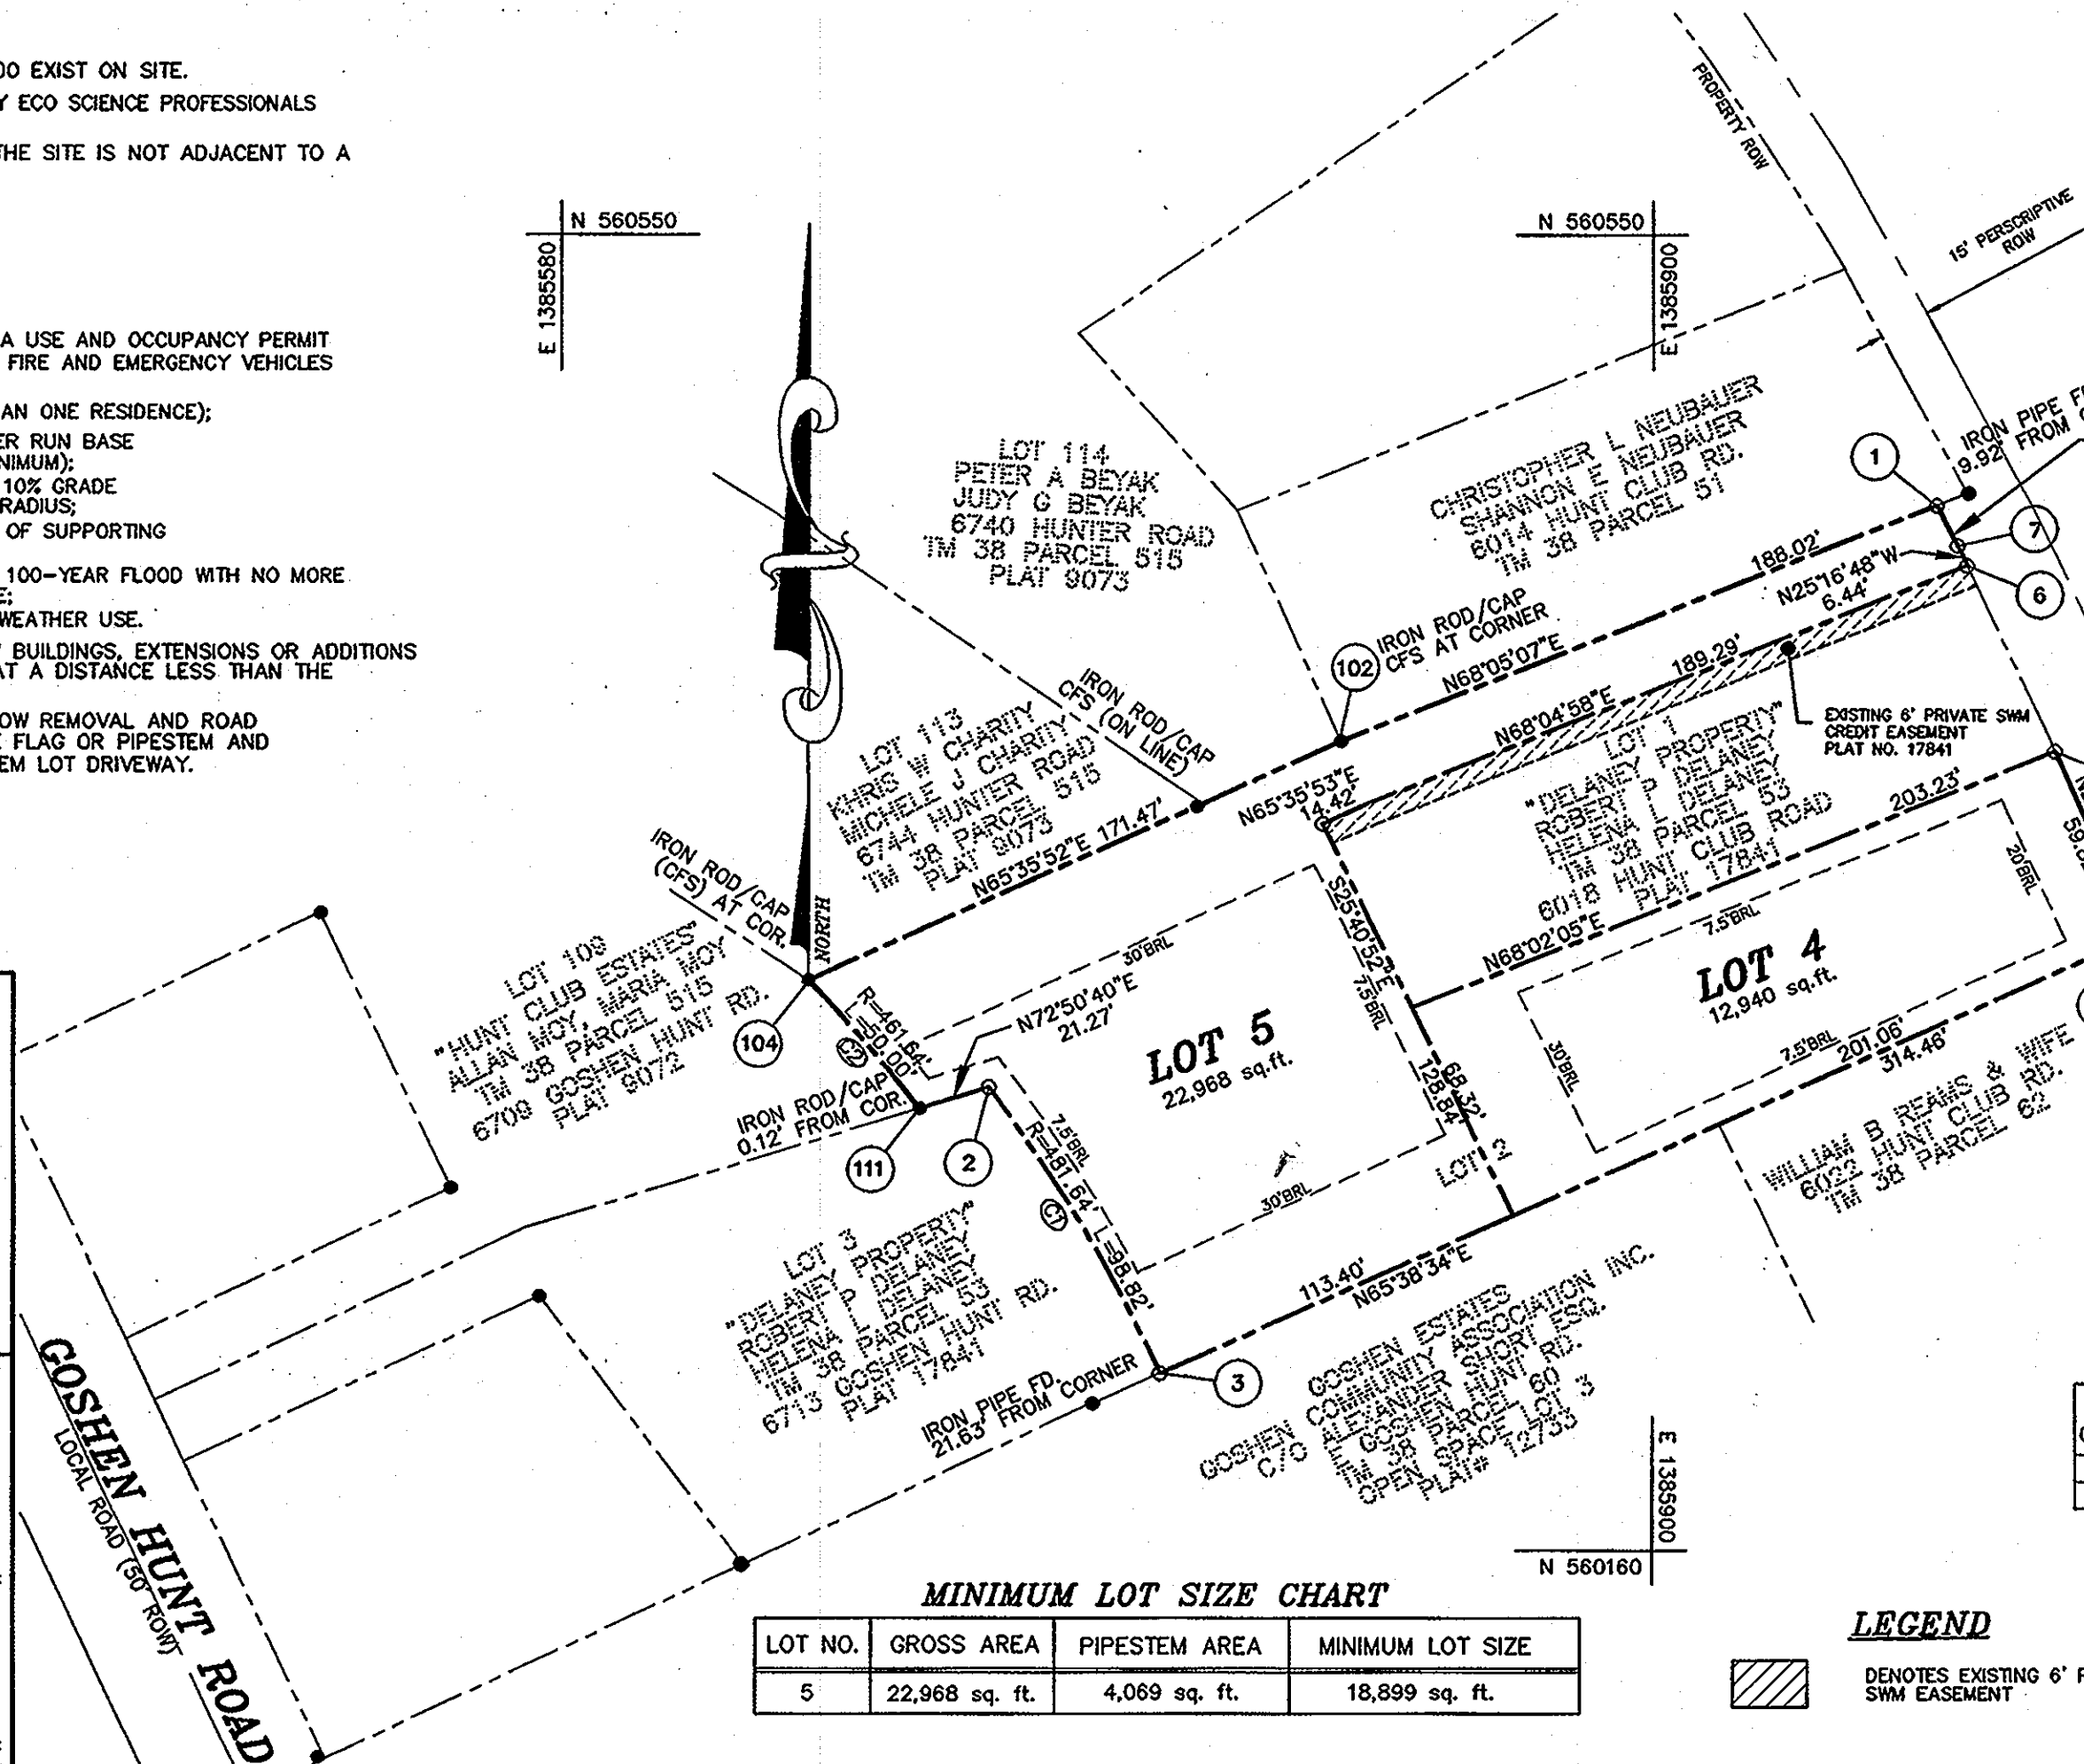 00 EXIST ON SITE.
Y ECO SCIENCE PROFESSIONALS
THE SITE IS NOT ADJACENT TO A
A USE AND OCCUPANCY PERMIT
FIRE AND EMERGENCY VEHICLES
AN ONE RESIDENCE);
ER RUN BASE
NIMUM);
10% GRADE
RADIUS;
OF SUPPORTING
100-YEAR FLOOD WITH NO MORE
E;
WEATHER USE.
BUILDINGS, EXTENSIONS OR ADDITIONS
AT A DISTANCE LESS THAN THE
OW REMOVAL AND ROAD
E FLAG OR PIPESTEM AND
EM LOT DRIVEWAY.
N 560550
E 1385580
N 560550
E 1385900
PROPERTY ROW
15' PERSCRIPTIVE
ROW
IRON PIPE F
9.92' FROM C
1
7
6
LOT 114
PETER A BEYAK
JUDY G BEYAK
6740 HUNTER ROAD
TM 38 PARCEL 515
PLAT 9073
CHRISTOPHER L NEUBAUER
SHANNON E NEUBAUER
6014 HUNT CLUB RD.
TM 38 PARCEL 51
188.02'
N68°05'07"E
N25°16'48"W
6.44'
102
IRON ROD/CAP
CFS AT CORNER
IRON ROD/CAP
CFS (ON LINE)
189.29'
N68°04'58"E
EXISTING 6' PRIVATE SWM
CREDIT EASEMENT
PLAT NO. 17841
LOT 113
KHRIS W CHARITY
MICHELE J CHARITY
6744 HUNTER ROAD
TM 38 PARCEL 515
PLAT 9073
N65°35'53"E
14.42'
N65°35'52"E 171.47'
LOT 1
"DELANEY PROPERTY"
ROBERT P DELANEY
HELENA L DELANEY
TM 38 PARCEL 53
6018 HUNT CLUB ROAD
PLAT 17841
203.23'
N68°02'05"E
IRON ROD/CAP
(CFS) AT COR.
NORTH
LOT 109
"HUNT CLUB ESTATES"
ALLAN MOY, MARIA MOY
TM 38 PARCEL 515
6709 GOSHEN HUNT RD.
PLAT 9072
104
R=461.64'
L=50.00'
C2
N72°50'40"E
21.27'
30'BRL
S25°40'52"E
7.5'BRL
128.84'
68.32'
LOT 5
22,968 sq.ft.
7.5'BRL
20'BRL
LOT 4
12,940 sq.ft.
30'BRL
7.5'BRL
201.06'
314.46'
IRON ROD/CAP
0.12' FROM COR.
111
2
7.5'BRL
R=481.64' L=98.82'
C1
30'BRL
LOT 2
WILLIAM B REAMS & WIFE
6022 HUNT CLUB RD.
TM 38 PARCEL 62
LOT 3
"DELANEY PROPERTY"
ROBERT P DELANEY
HELENA L DELANEY
TM 38 PARCEL 53
6713 GOSHEN HUNT RD.
PLAT 17841
113.40'
N65°38'34"E
IRON PIPE FD.
21.63' FROM CORNER
3
GOSHEN ESTATES
COMMUNITY ASSOCIATION INC.
C/O ALEXANDER SHORT ESQ.
GOSHEN HUNT RD.
TM 38 PARCEL 60
OPEN SPACE LOT 3
PLAT# 12733
GOSHEN HUNT ROAD
LOCAL ROAD (50' ROW)
E 1385900
N 560160
MINIMUM LOT SIZE CHART
LOT NO. GROSS AREA PIPESTEM AREA MINIMUM LOT SIZE
5 22,968 sq. ft. 4,069 sq. ft. 18,899 sq. ft.
LEGEND
DENOTES EXISTING 6' P
SWM EASEMENT